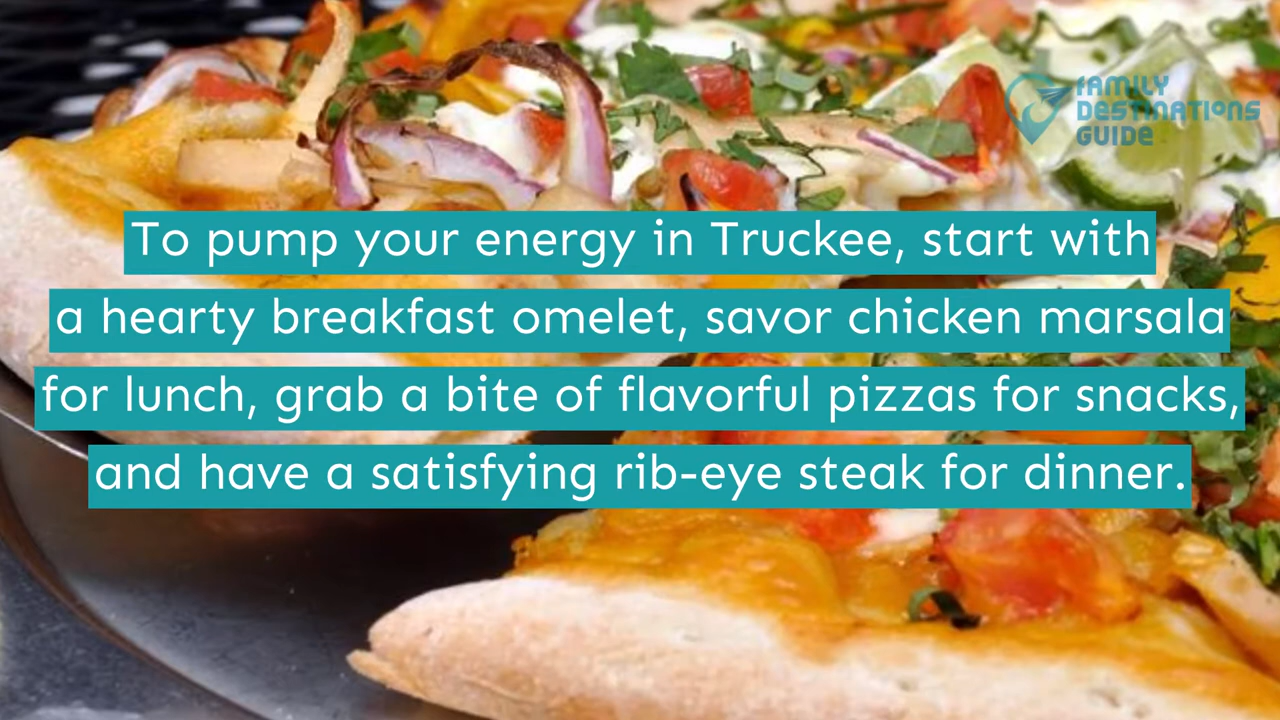 FAMILY
DESTINATIONS
GUIDE
To pump your energy in Truckee, start with
a hearty breakfast omelet, savor chicken marsala
for lunch, grab a bite of flavorful pizzas for snacks,
and have a satisfying rib-eye steak for dinner.